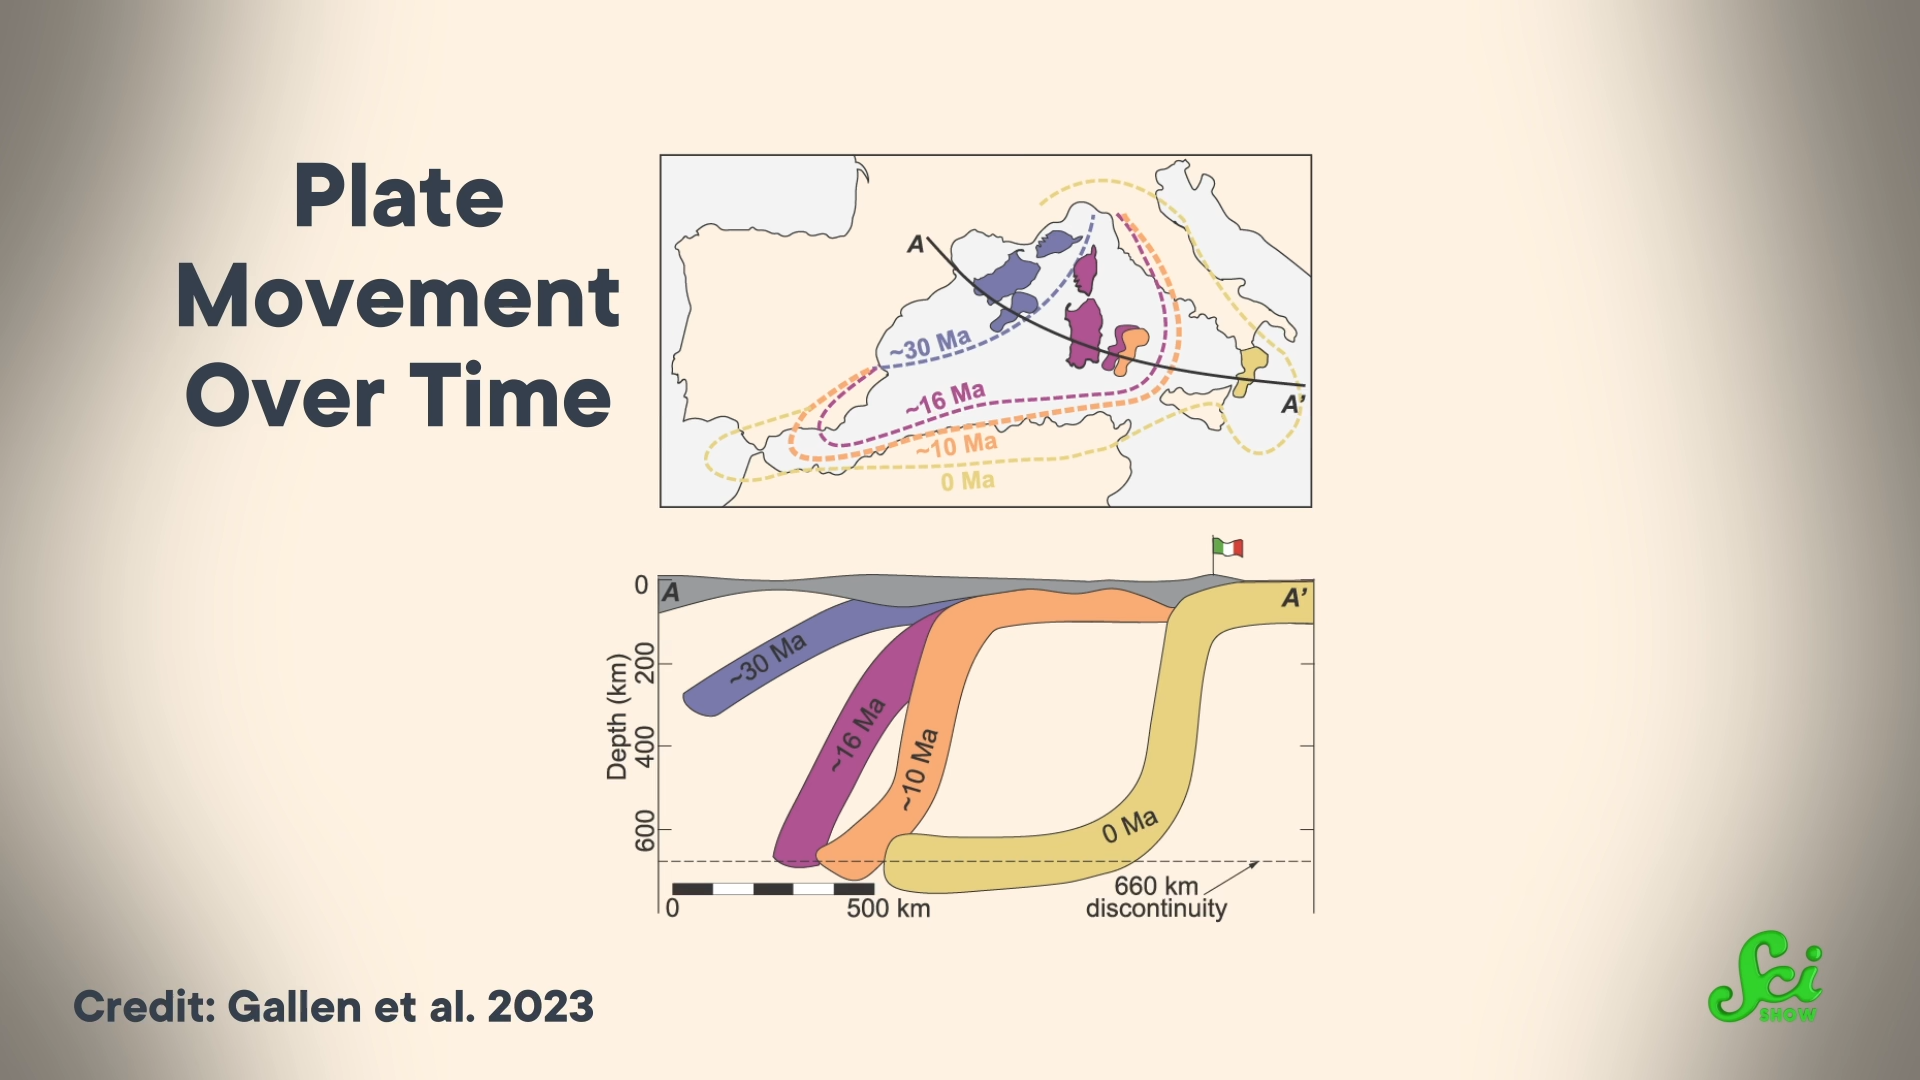 Plate
Movement
Over Time
A
~30 Ma
~16 Ma
~10 Ma
0 Ma
A'
0
200
400
600
Depth (km)
A
A'
~30 Ma
~16 Ma
~10 Ma
0 Ma
660 km
discontinuity
0
500 km
Credit: Gallen et al. 2023
Sci
SHOW